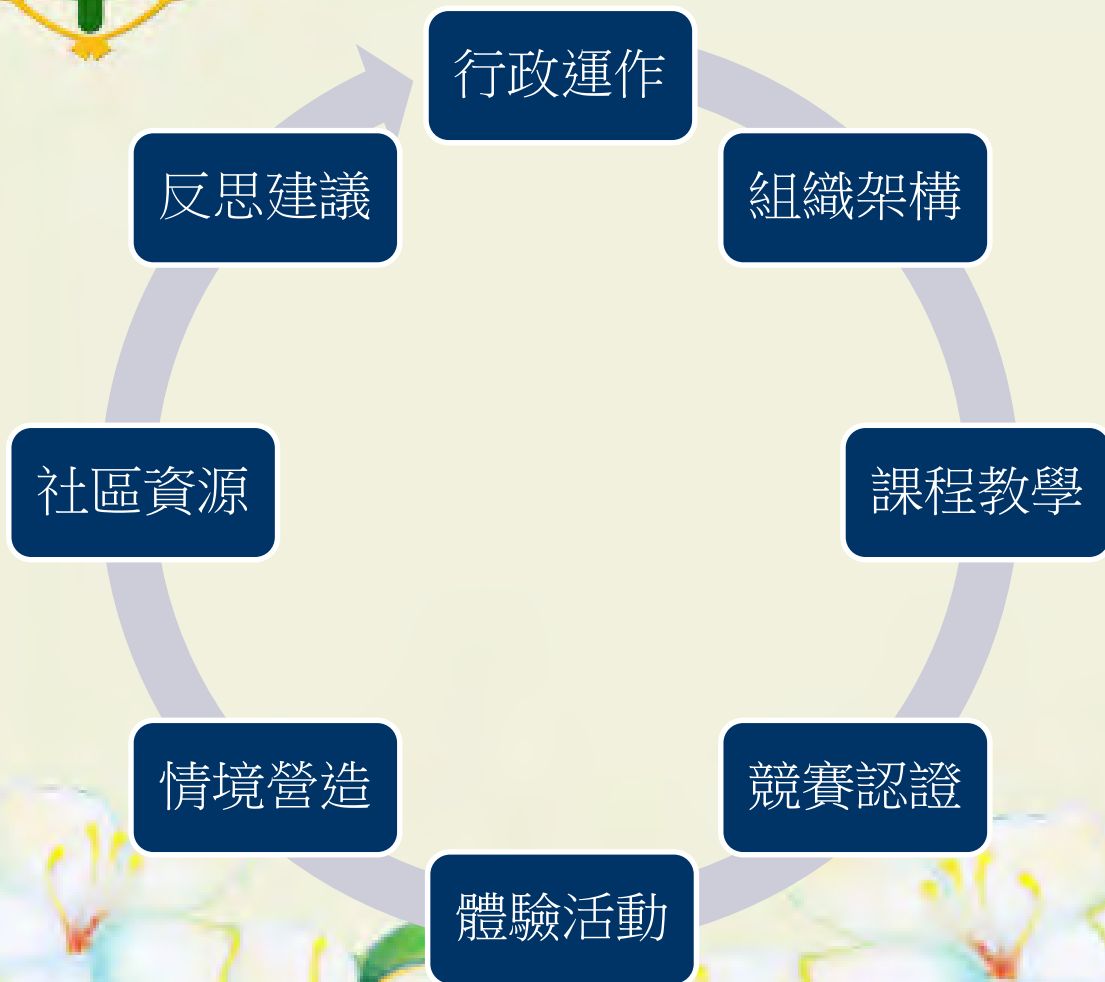 行政運作
組織架構
課程教學
競賽認證
體驗活動
情境營造
社區資源
反思建議